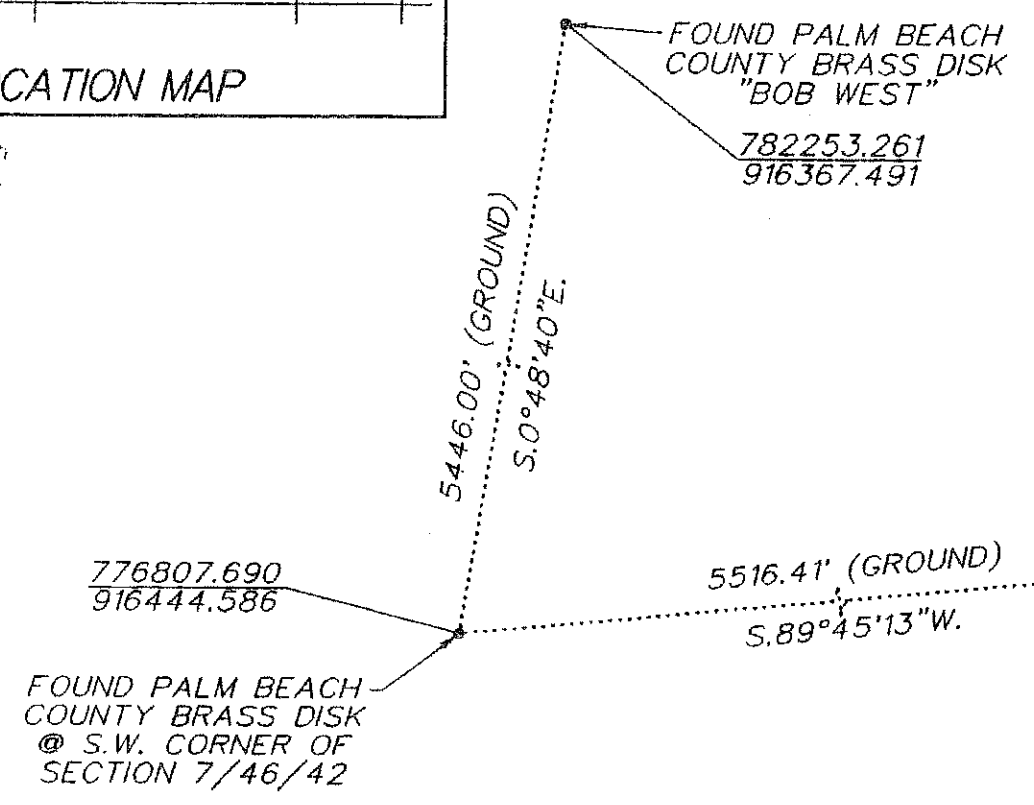 CATION MAP
FOUND PALM BEACH
COUNTY BRASS DISK
"BOB WEST"
782253.261
916367.491
5446.00' (GROUND)
S.0°48'40"E.
776807.690
916444.586
5516.41' (GROUND)
S.89°45'13"W.
FOUND PALM BEACH
COUNTY BRASS DISK
@ S.W. CORNER OF
SECTION 7/46/42